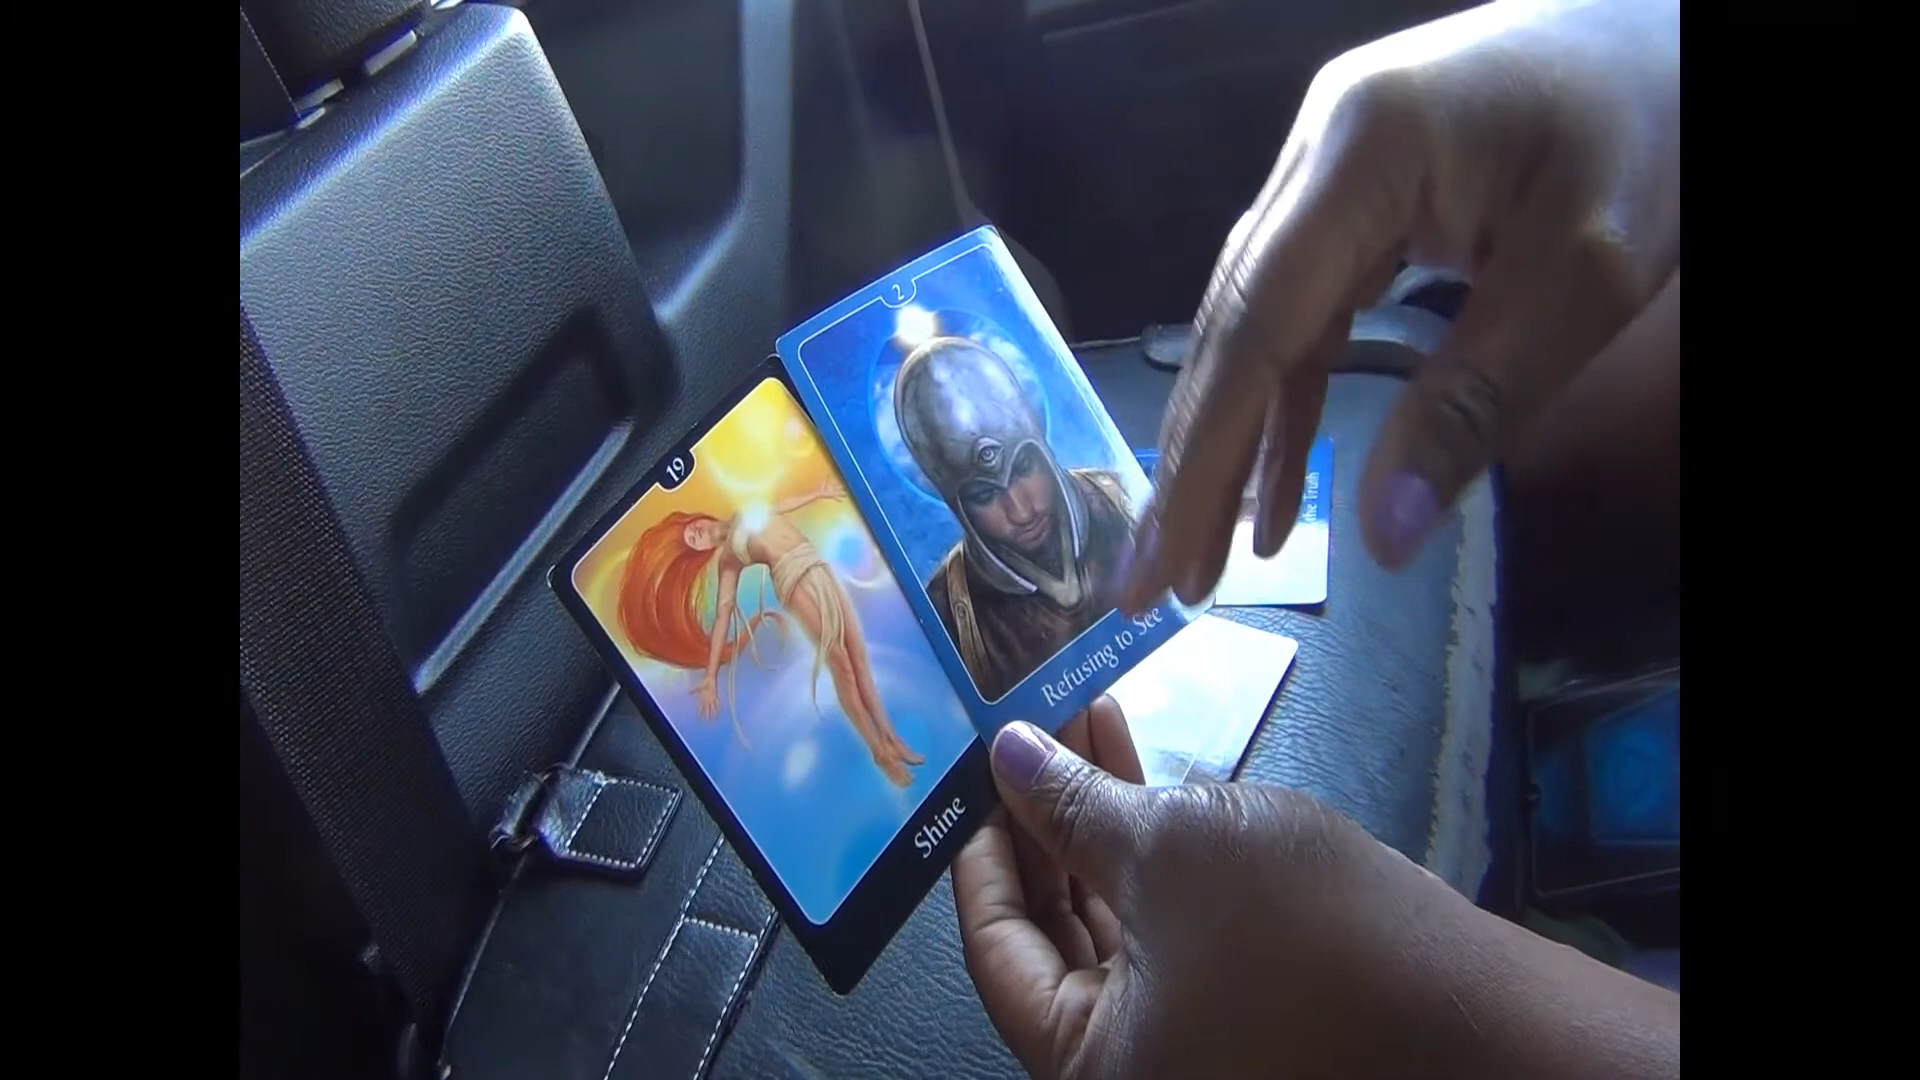 19
Shine
2
Refusing to See
the Truth